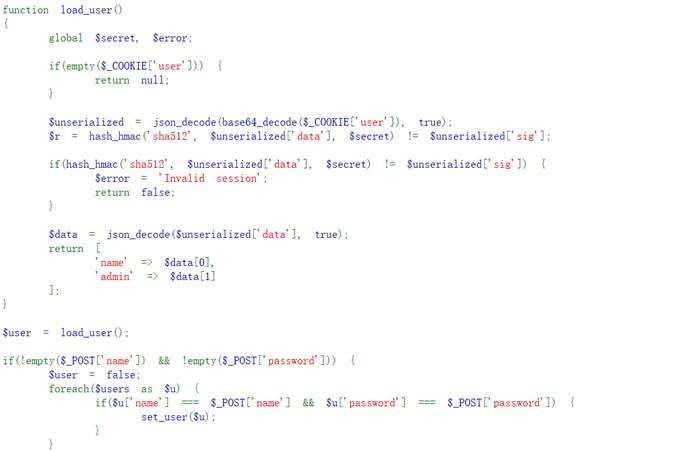 function load_user()
{
global $secret, $error;
if(empty($_COOKIE['user'])) {
return null;
}
$unserialized = json_decode(base64_decode($_COOKIE['user']), true);
$r = hash_hmac('sha512', $unserialized['data'], $secret) != $unserialized['sig'];
if(hash_hmac('sha512', $unserialized['data'], $secret) != $unserialized['sig']) {
$error = 'Invalid session';
return false;
}
$data = json_decode($unserialized['data'], true);
return [
'name' => $data[0],
'admin' => $data[1]
];
}
$user = load_user();
if(!empty($_POST['name']) && !empty($_POST['password'])) {
$user = false;
foreach($users as $u) {
if($u['name'] === $_POST['name'] && $u['password'] === $_POST['password']) {
set_user($u);
}
}